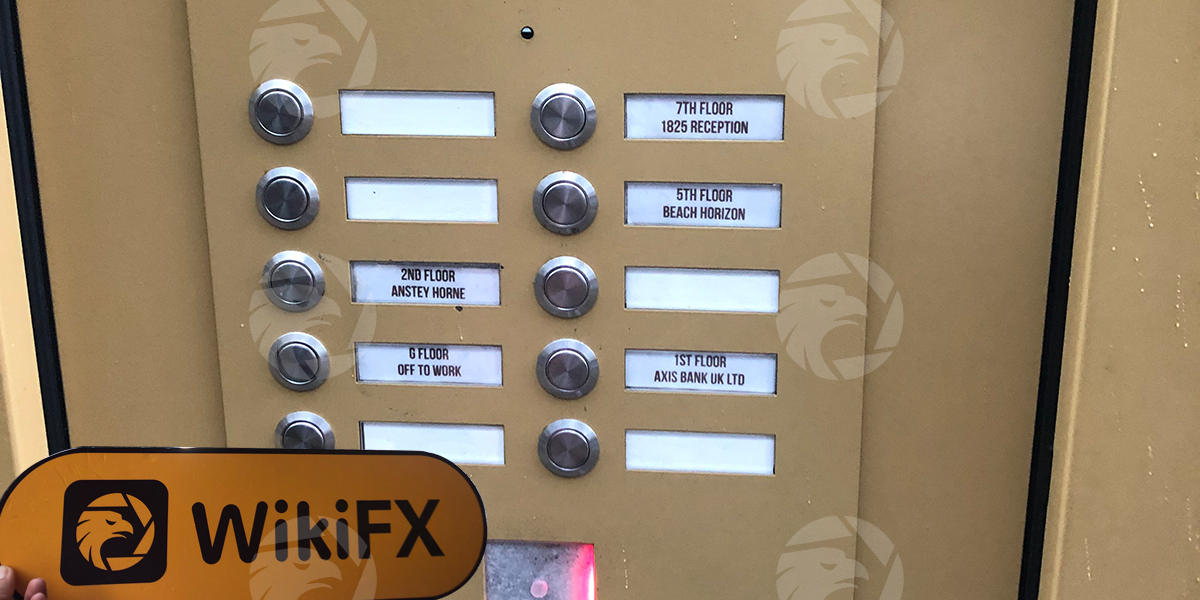 7TH FLOOR
1825 RECEPTION
5TH FLOOR
BEACH HORIZON
2ND FLOOR
ANSTEY HORNE
G FLOOR
OFF TO WORK
1ST FLOOR
AXIS BANK UK LTD
WikiFX